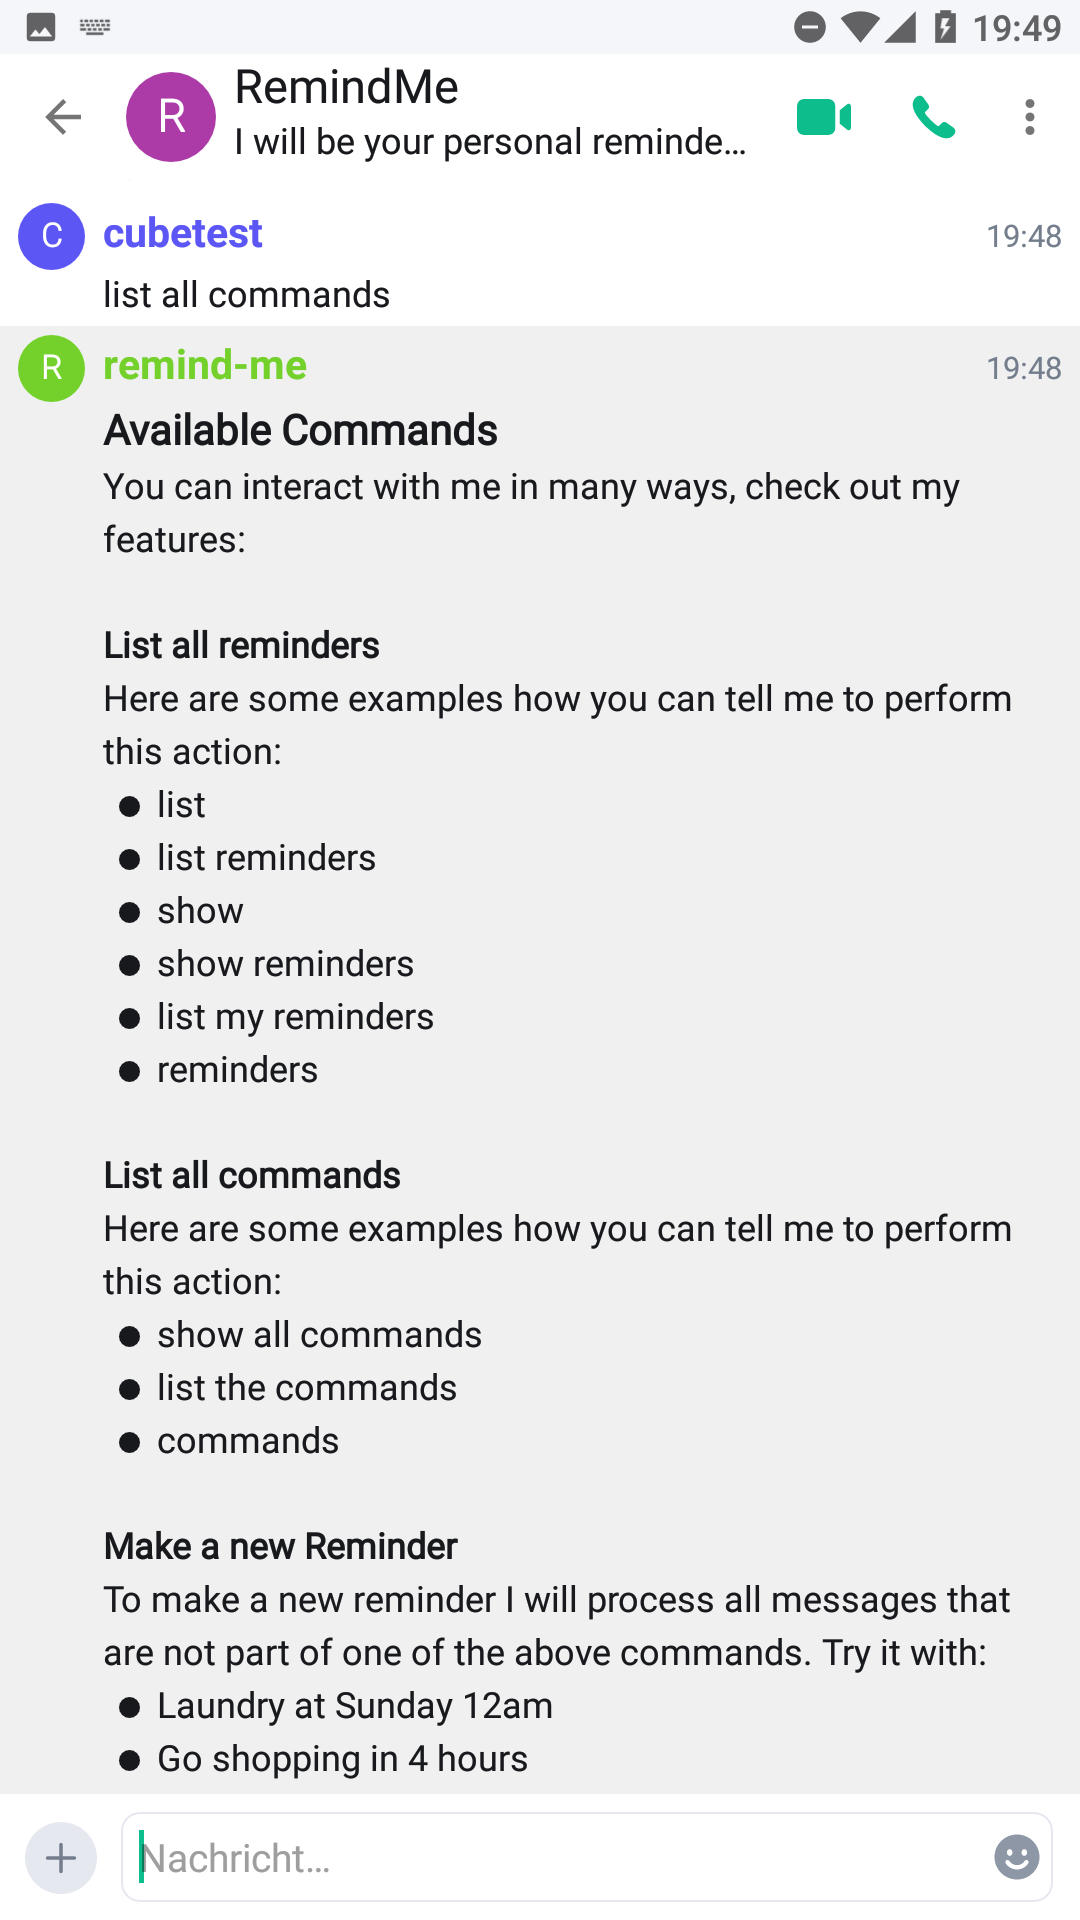 19:49
R
RemindMe
I will be your personal reminde...
C
cubetest
19:48
list all commands
R
remind-me
19:48
Available Commands
You can interact with me in many ways, check out my
features:
List all reminders
Here are some examples how you can tell me to perform
this action:
● list
● list reminders
● show
● show reminders
● list my reminders
● reminders
List all commands
Here are some examples how you can tell me to perform
this action:
● show all commands
● list the commands
● commands
Make a new Reminder
To make a new reminder I will process all messages that
are not part of one of the above commands. Try it with:
● Laundry at Sunday 12am
● Go shopping in 4 hours
Nachricht...